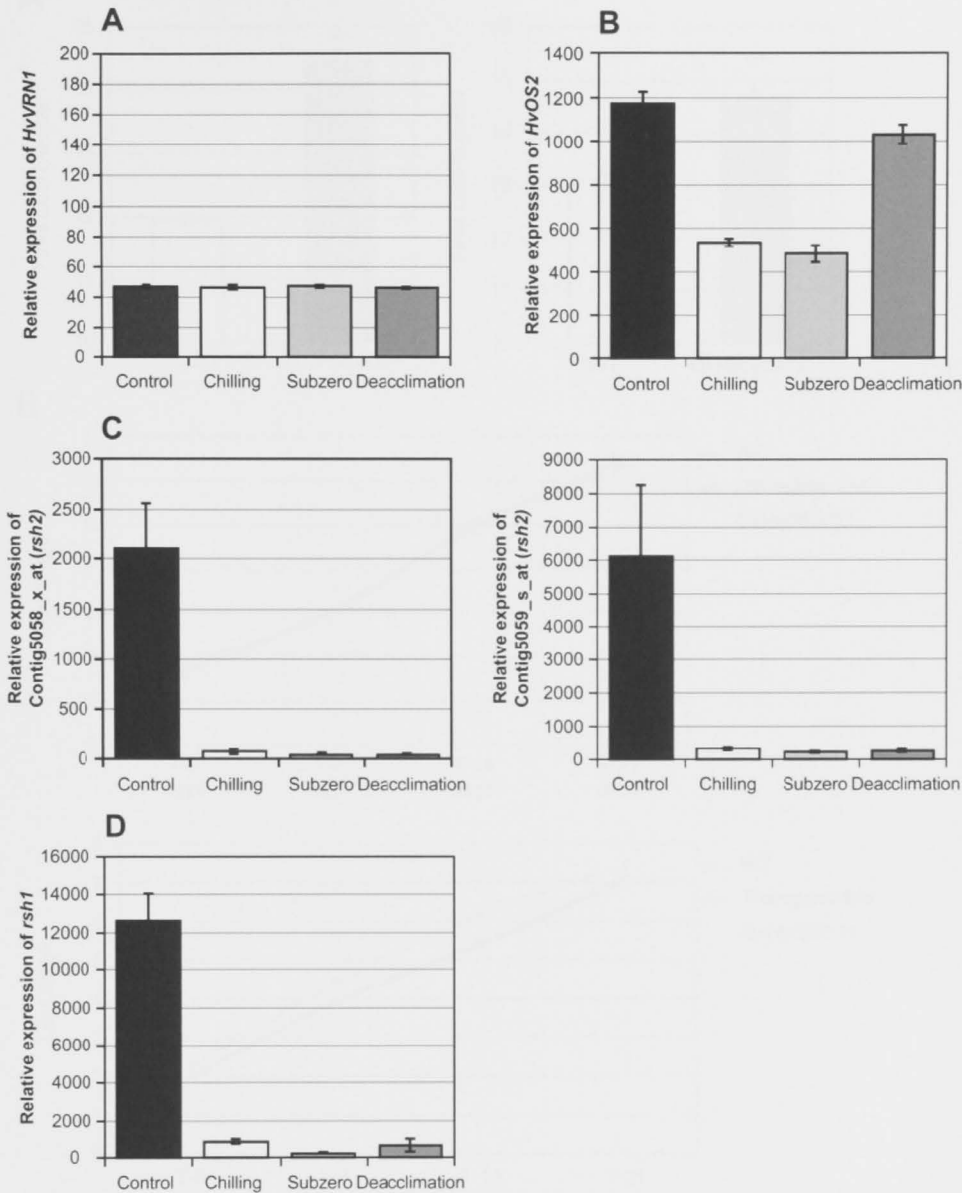 A
Relative expression of HvVRN1
200
180
160
140
120
100
80
60
40
20
0
Control Chilling Subzero Deacclimation
B
Relative expression of HvOS2
1400
1200
1000
800
600
400
200
0
Control Chilling Subzero Deacclimation
C
Relative expression of
Contig5058_x_at (rsh2)
3000
2500
2000
1500
1000
500
0
Control Chilling Subzero Deacclimation
Relative expression of
Contig5059_s_at (rsh2)
9000
8000
7000
6000
5000
4000
3000
2000
1000
0
Control Chilling Subzero Deacclimation
D
Relative expression of rsh1
16000
14000
12000
10000
8000
6000
4000
2000
0
Control Chilling Subzero Deacclimation